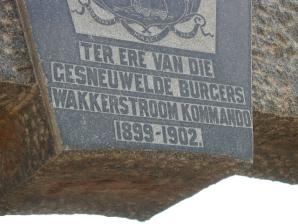 TER ERE VAN DIE
GESNEUWELDE BURGERS
WAKKERSTROOM KOMMANDO
1899-1902.